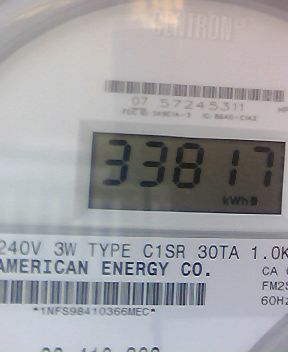 CENTRON®
07 57245311
33817
kWh
240V 3W TYPE C1SR 30TA 1.0K
AMERICAN ENERGY CO.
CA
FM2S
60Hz
*1NFS98410366MEC*